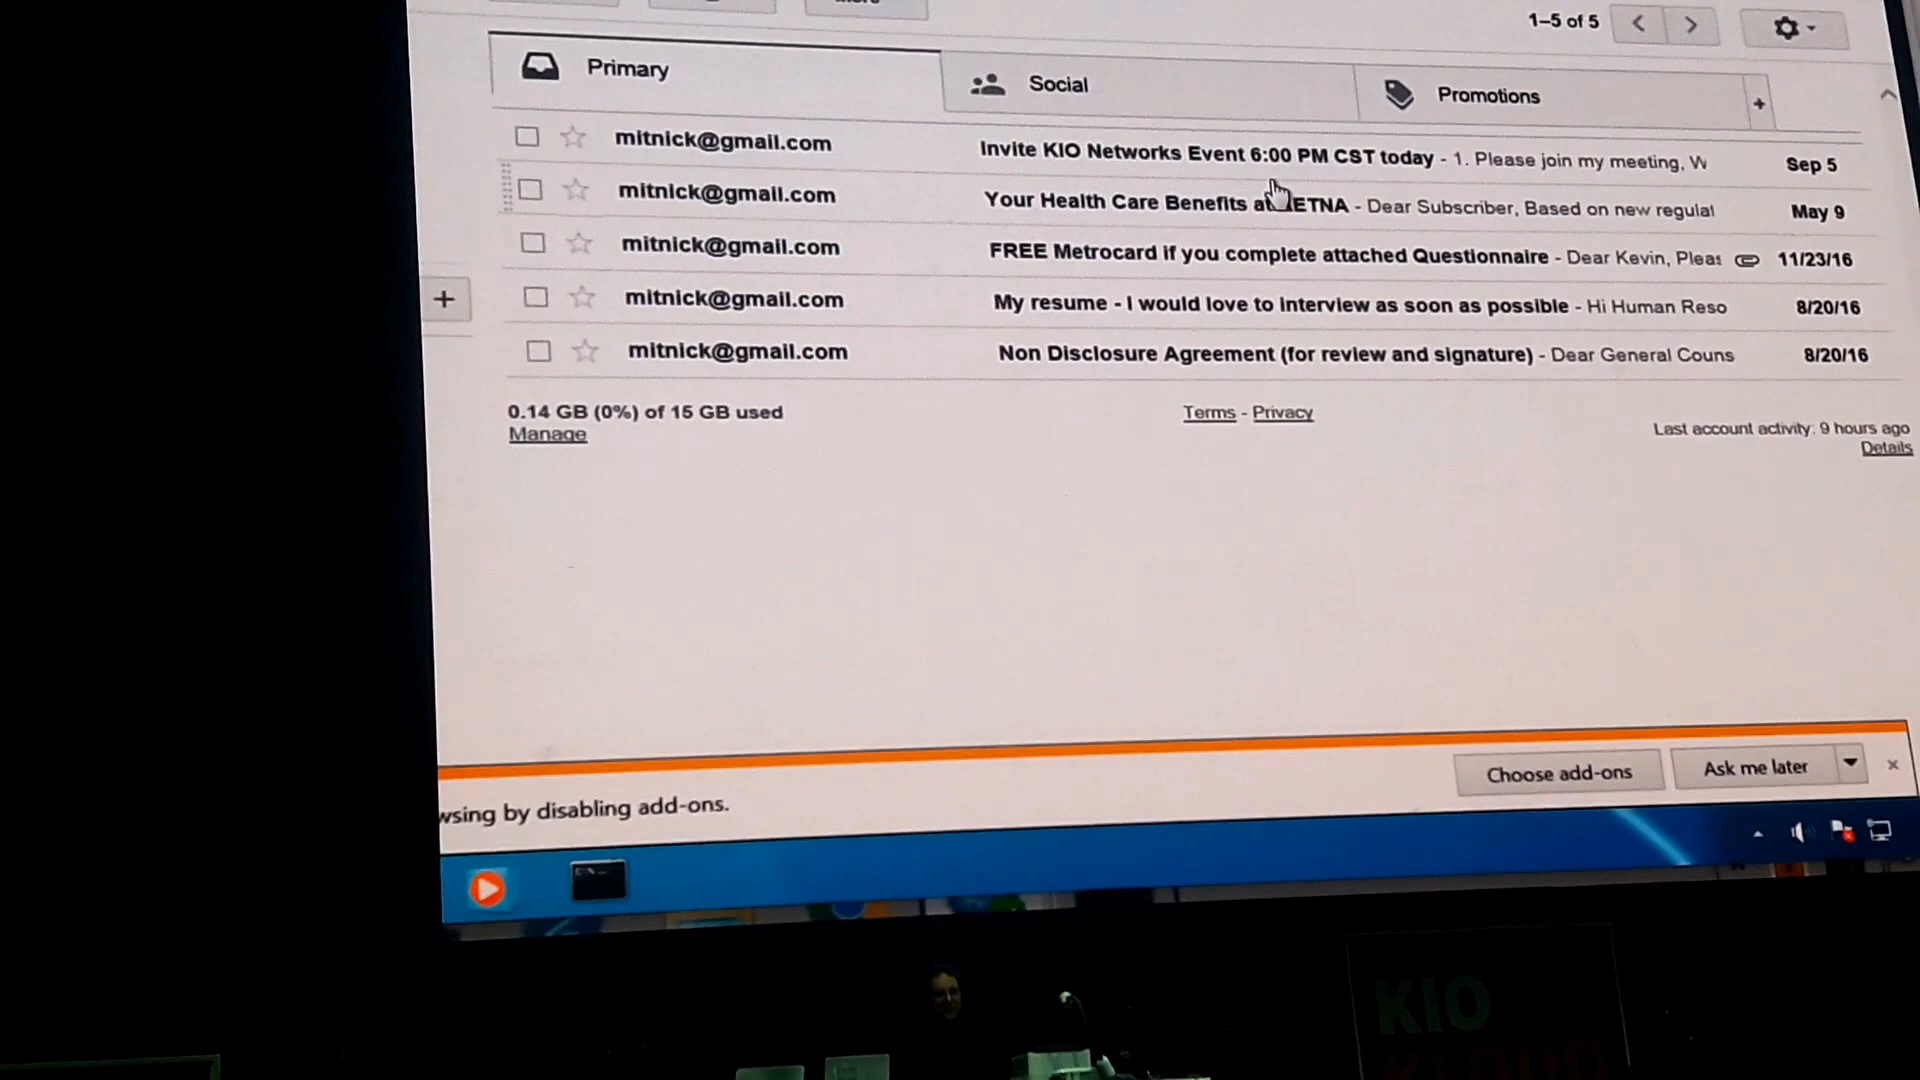 1–5 of 5
Primary
Social
Promotions
mitnick@gmail.com Invite KIO Networks Event 6:00 PM CST today - 1. Please join my meeting, W Sep 5
mitnick@gmail.com Your Health Care Benefits at ETNA - Dear Subscriber, Based on new regulat May 9
mitnick@gmail.com FREE Metrocard if you complete attached Questionnaire - Dear Kevin, Pleas 11/23/16
mitnick@gmail.com My resume - I would love to interview as soon as possible - Hi Human Reso 8/20/16
mitnick@gmail.com Non Disclosure Agreement (for review and signature) - Dear General Couns 8/20/16
0.14 GB (0%) of 15 GB used
Manage
Terms - Privacy
Last account activity: 9 hours ago
Details
wsing by disabling add-ons.
Choose add-ons
Ask me later
KIO